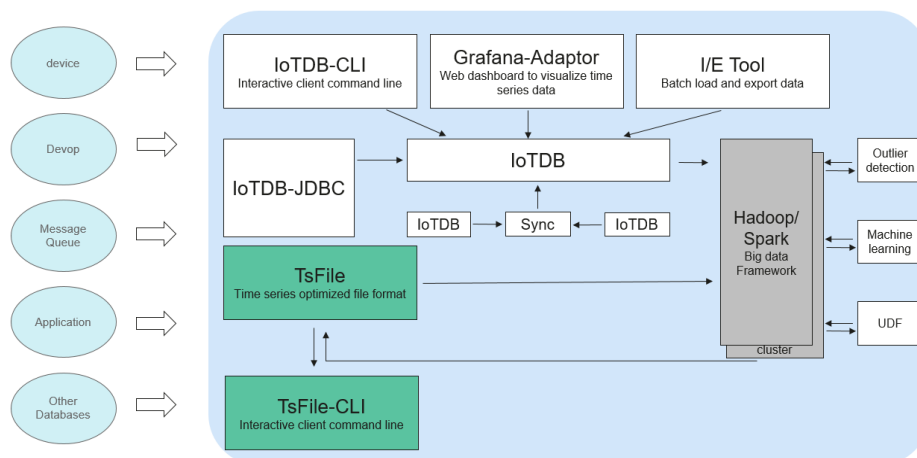 device
Devop
Message
Queue
Application
Other
Databases
IoTDB-CLI
Interactive client command line
Grafana-Adaptor
Web dashboard to visualize time
series data
I/E Tool
Batch load and export data
IoTDB-JDBC
IoTDB
IoTDB
Sync
IoTDB
TsFile
Time series optimized file format
TsFile-CLI
Interactive client command line
Hadoop/
Spark
Big data
Framework
cluster
Outlier
detection
Machine
learning
UDF